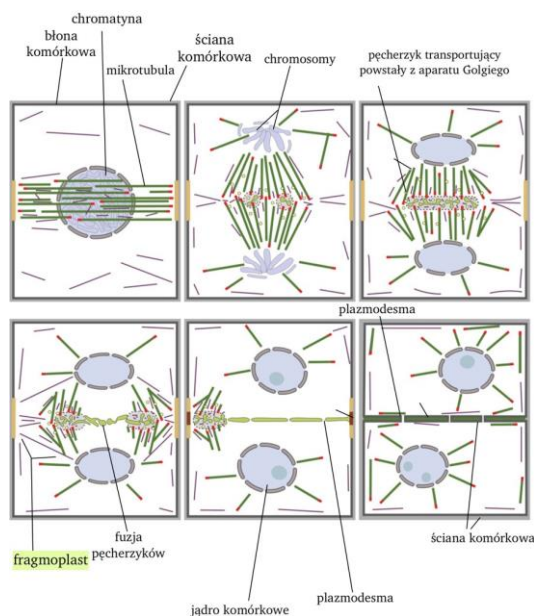 chromatyna
błona
komórkowa
mikrotubula
ściana
komórkowa
chromosomy
pęcherzyk transportujący
powstały z aparatu Golgiego
plazmodesma
fragmoplast
fuzja
pęcherzyków
jądro komórkowe
plazmodesma
ściana komórkowa